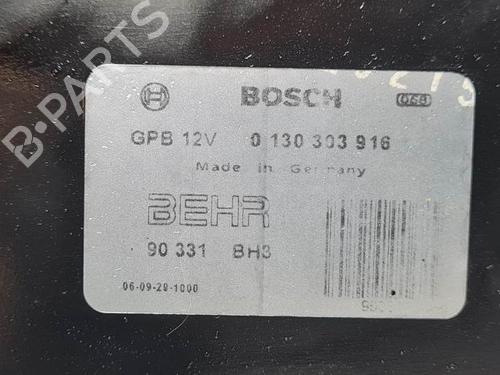 B-PARTS
BOSCH 068
GPB 12V 0 130 303 916
Made in Germany
BEHR
90 331 BH3
06-09-29-1000